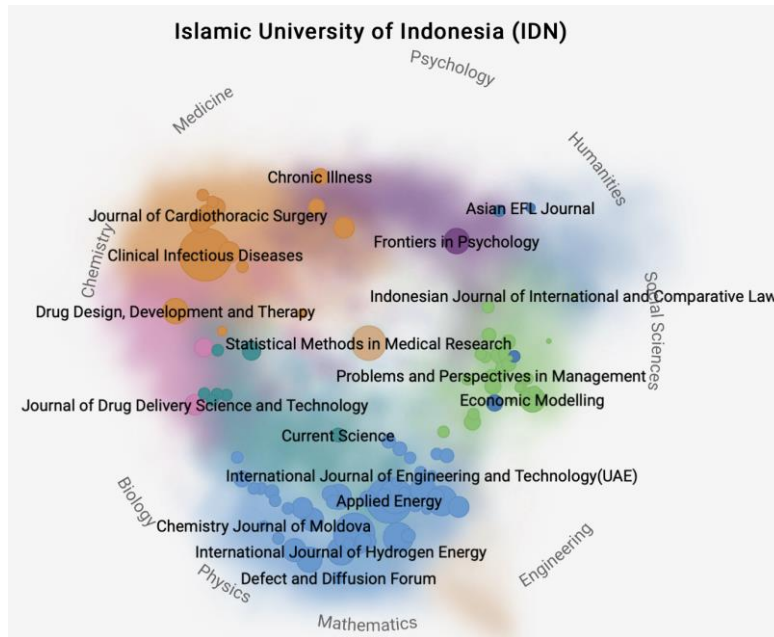 Islamic University of Indonesia (IDN)
Psychology
Medicine
Humanities
Chronic Illness
Asian EFL Journal
Journal of Cardiothoracic Surgery
Frontiers in Psychology
Chemistry
Clinical Infectious Diseases
Indonesian Journal of International and Comparative Law
Social Sciences
Drug Design, Development and Therapy
Statistical Methods in Medical Research
Problems and Perspectives in Management
Economic Modelling
Journal of Drug Delivery Science and Technology
Current Science
International Journal of Engineering and Technology(UAE)
Biology
Applied Energy
Chemistry Journal of Moldova
Engineering
International Journal of Hydrogen Energy
Physics
Defect and Diffusion Forum
Mathematics